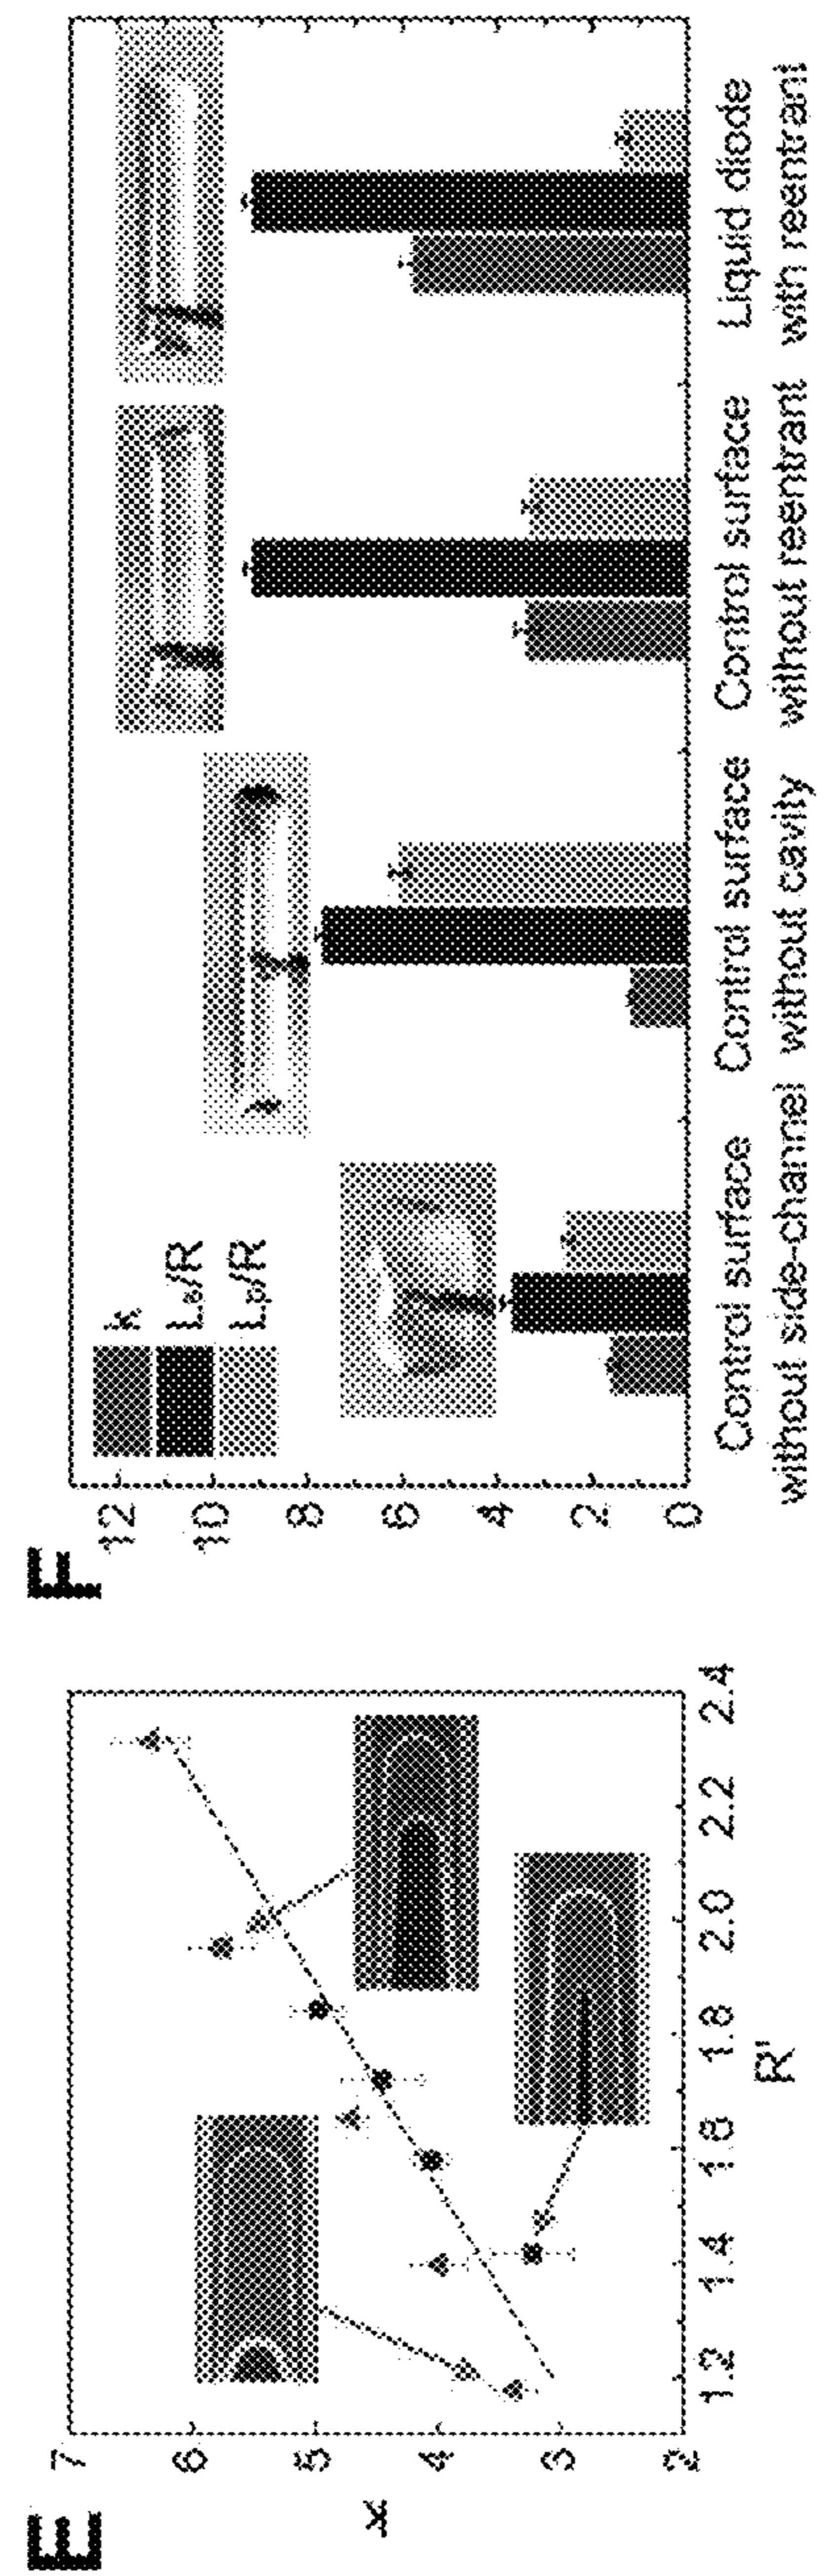 E
7
6
5
4
3
2
k
1.2
1.4
1.6
1.8
2.0
2.2
2.4
R'
F
12
10
8
6
4
2
0
k
Lₐ/R
Lₚ/R
Control surface
without side-channel
Control surface
without cavity
Control surface
without reentrant
Liquid diode
with reentrant